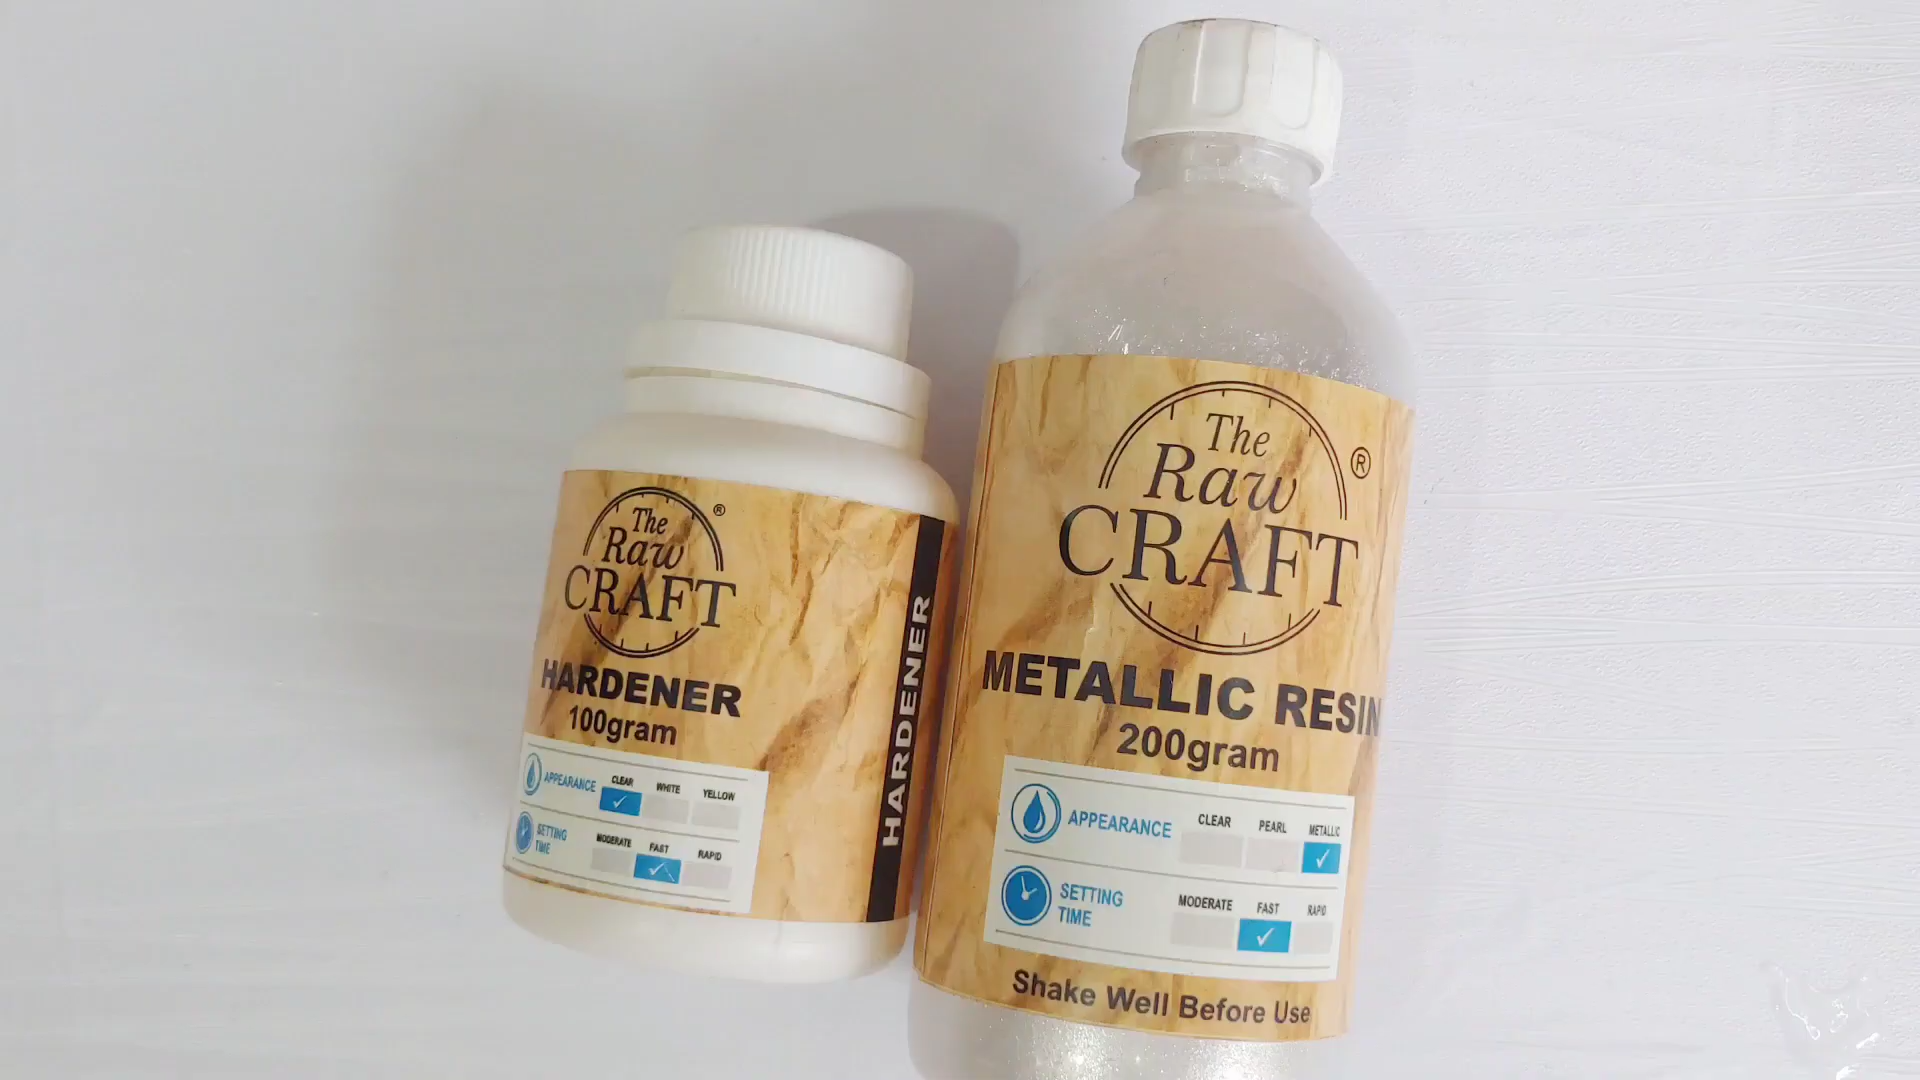 The
Raw
CRAFT
®
HARDENER
100gram
APPEARANCE
CLEAR
WHITE
YELLOW
SETTING
TIME
MODERATE
FAST
RAPID
HARDENER
The
Raw
CRAFT
®
METALLIC RESIN
200gram
APPEARANCE
CLEAR
PEARL
METALLIC
SETTING
TIME
MODERATE
FAST
RAPID
Shake Well Before Use